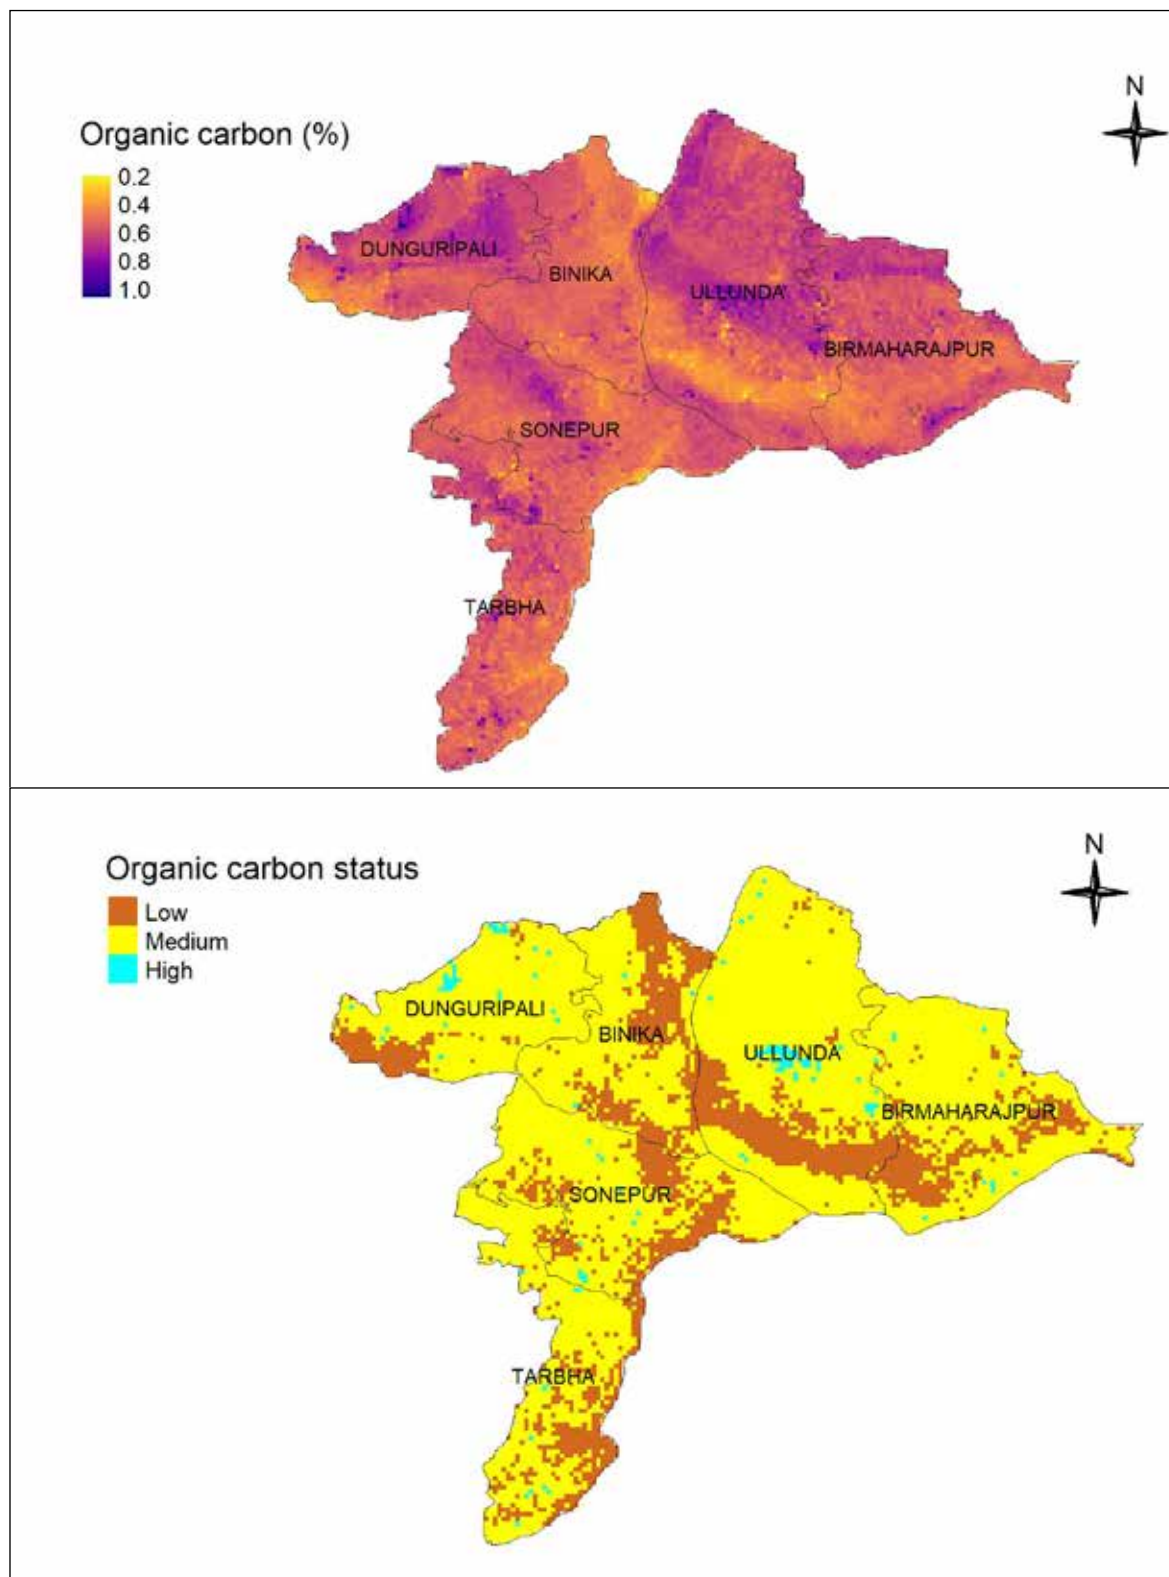 N
Organic carbon (%)
0.2
0.4
0.6
0.8
1.0
DUNGURIPALI
BINIKA
ULLUNDA
BIRMAHARAJPUR
SONEPUR
TARBHA
N
Organic carbon status
Low
Medium
High
DUNGURIPALI
BINIKA
ULLUNDA
BIRMAHARAJPUR
SONEPUR
TARBHA